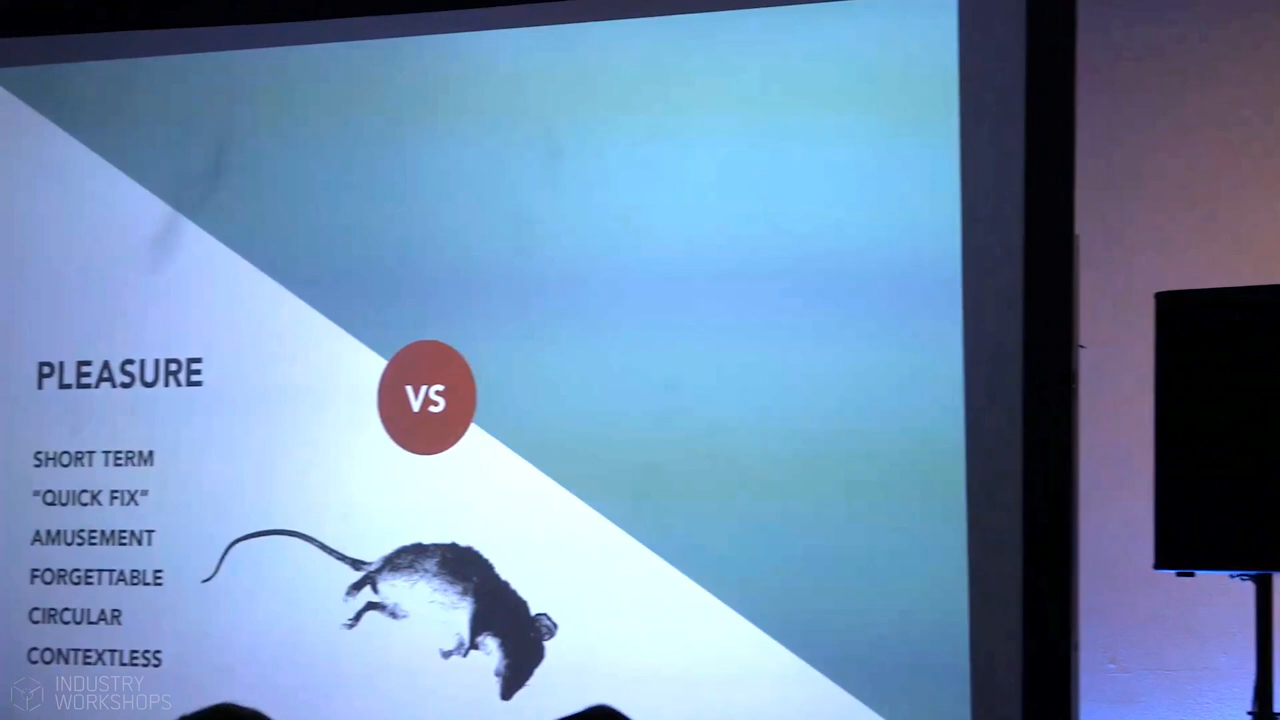 PLEASURE
VS
SHORT TERM
“QUICK FIX”
AMUSEMENT
FORGETTABLE
CIRCULAR
CONTEXTLESS
INDUSTRY
WORKSHOPS